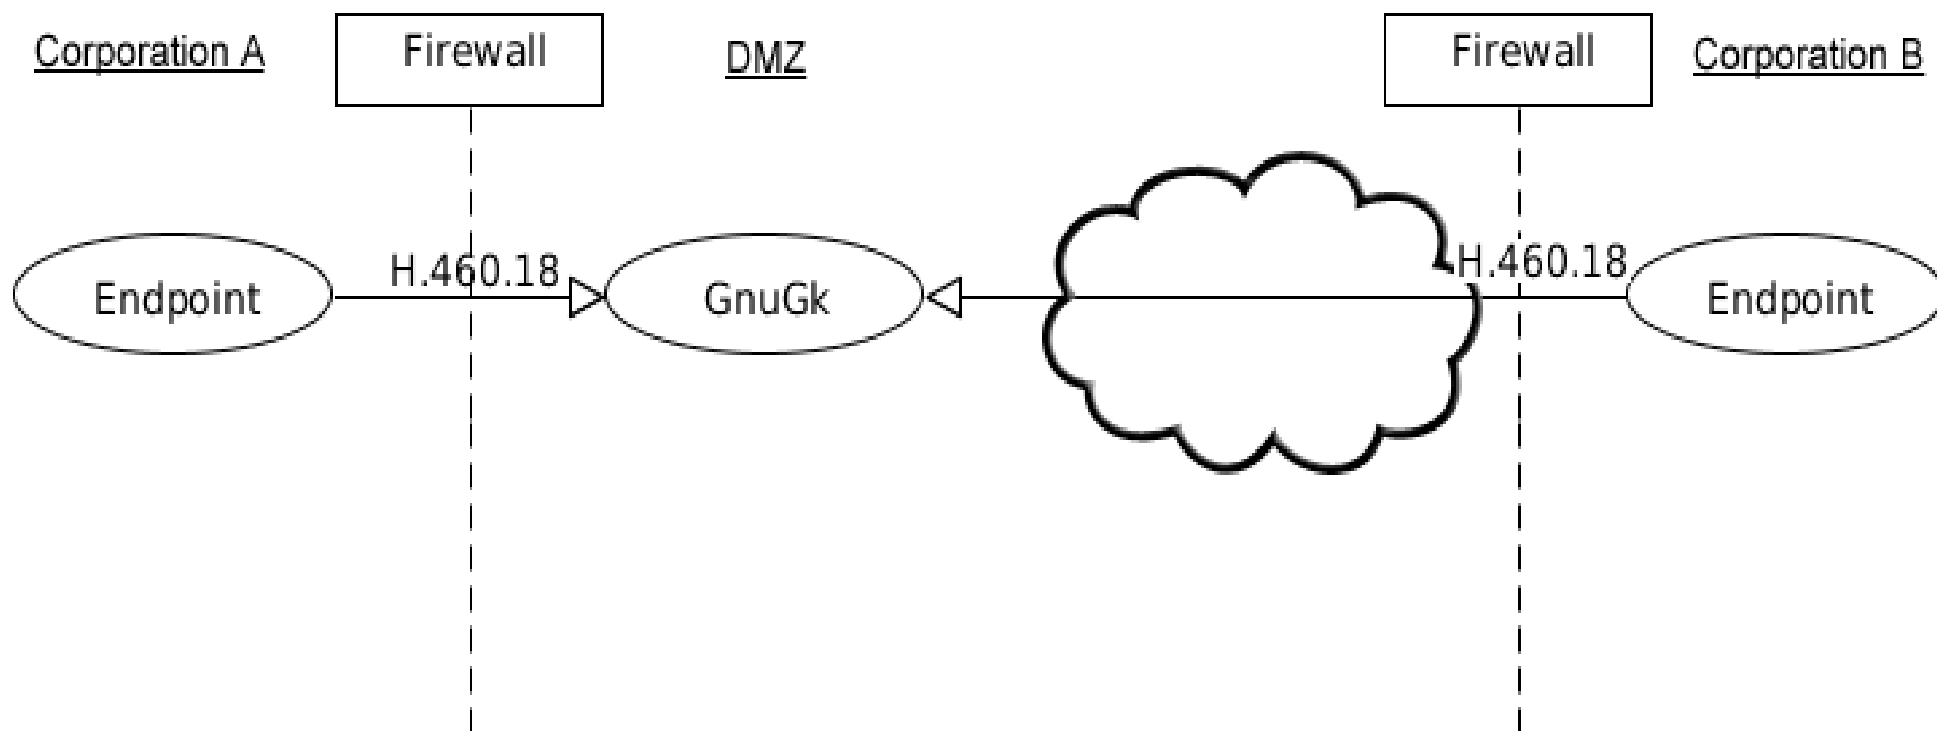 Corporation A
Firewall
DMZ
Firewall
Corporation B
H.460.18
H.460.18
Endpoint
GnuGk
Endpoint